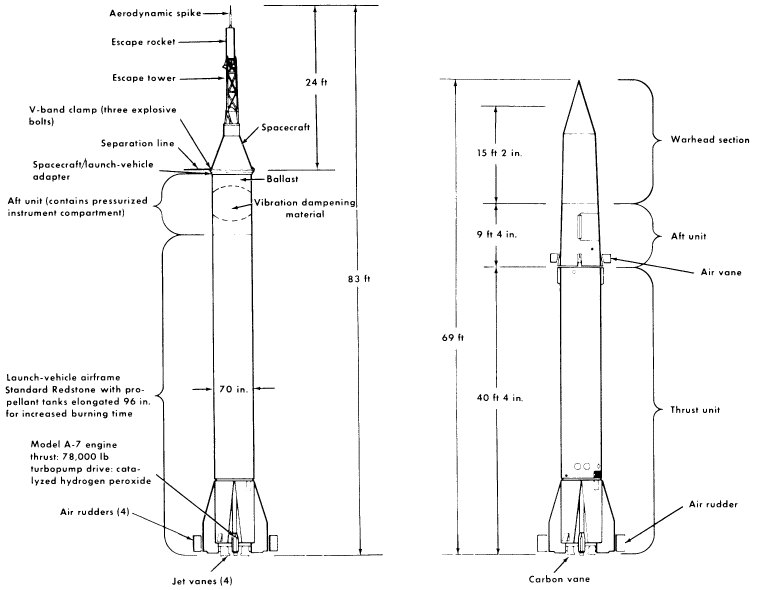 Aerodynamic spike
Escape rocket
Escape tower
24 ft
V-band clamp (three explosive
bolts)
Spacecraft
Separation line
Spacecraft/launch-vehicle
adapter
Ballast
Aft unit (contains pressurized
instrument compartment)
Vibration dampening
material
83 ft
Launch-vehicle airframe
Standard Redstone with pro-
pellant tanks elongated 96 in.
for increased burning time
70 in.
Model A-7 engine
thrust: 78,000 lb
turbopump drive: cata-
lyzed hydrogen peroxide
Air rudders (4)
Jet vanes (4)
Warhead section
15 ft 2 in.
9 ft 4 in.
Aft unit
Air vane
69 ft
40 ft 4 in.
Thrust unit
Air rudder
Carbon vane